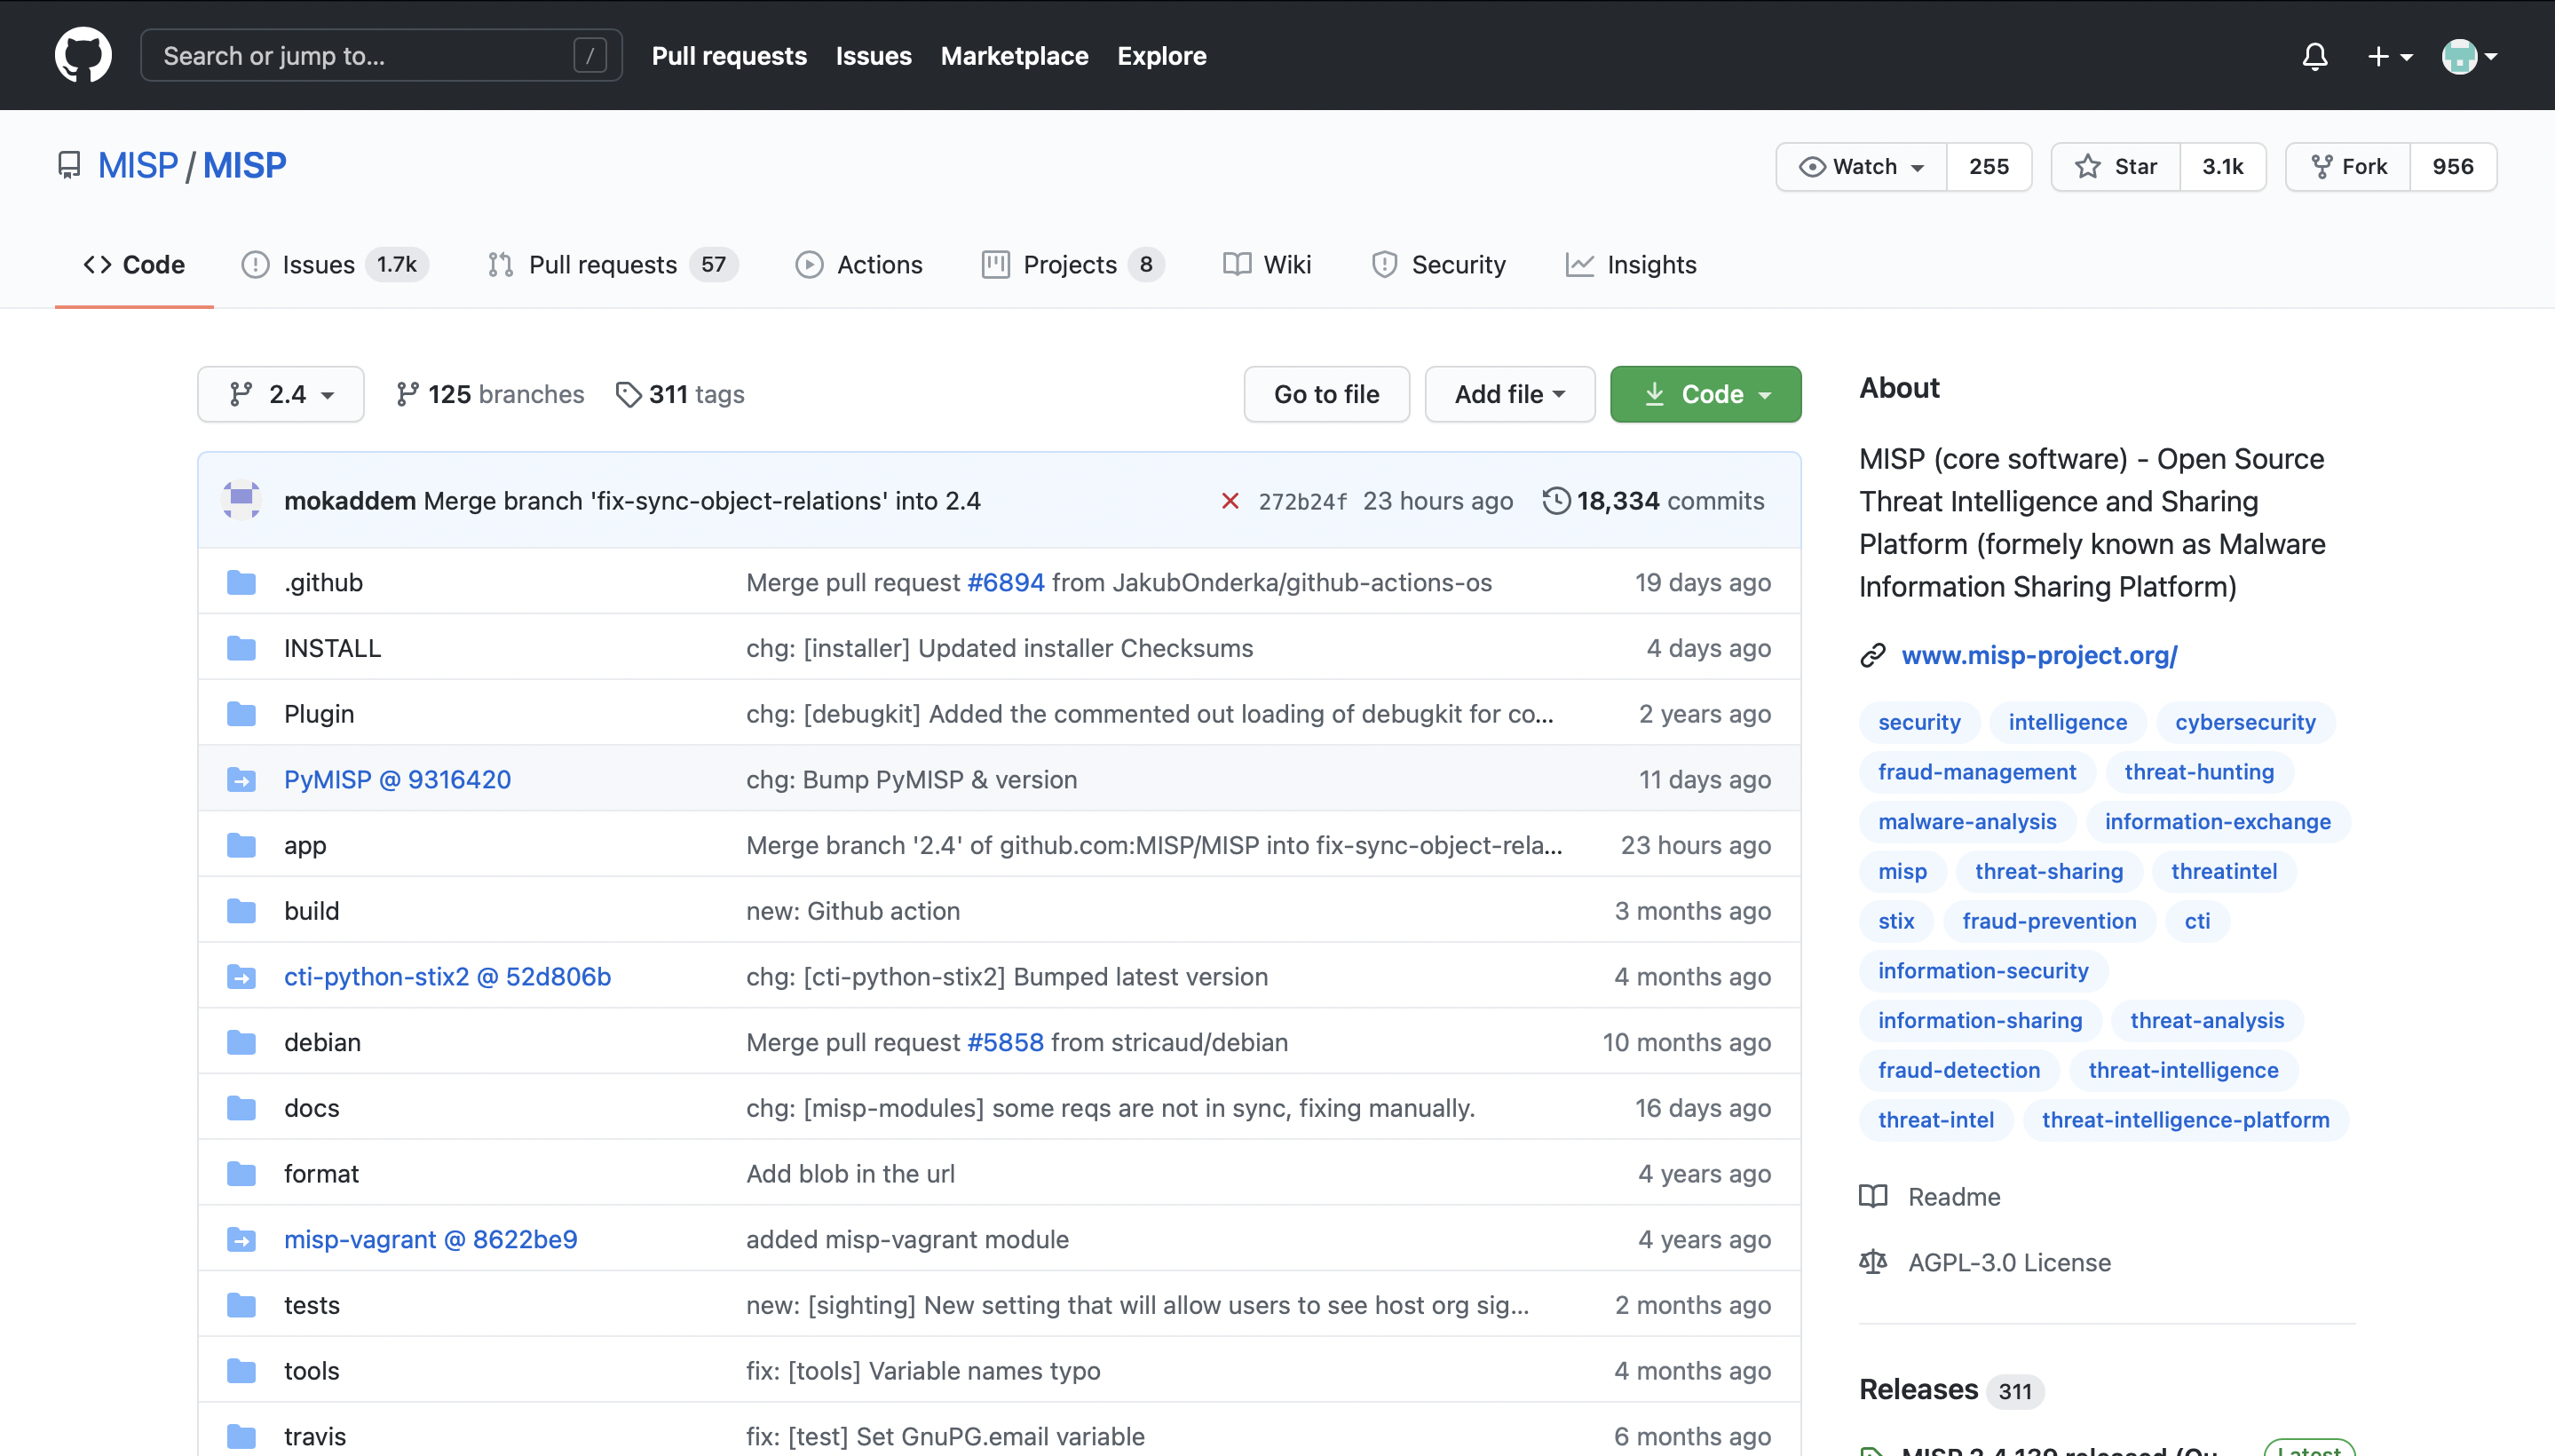 Search or jump to... /
Pull requests Issues Marketplace Explore
MISP / MISP
Watch 255 Star 3.1k Fork 956
Code Issues 1.7k Pull requests 57 Actions Projects 8 Wiki Security Insights
2.4 125 branches 311 tags Go to file Add file Code
mokaddem Merge branch 'fix-sync-object-relations' into 2.4 272b24f 23 hours ago 18,334 commits
.github Merge pull request #6894 from JakubOnderka/github-actions-os 19 days ago
INSTALL chg: [installer] Updated installer Checksums 4 days ago
Plugin chg: [debugkit] Added the commented out loading of debugkit for co... 2 years ago
PyMISP @ 9316420 chg: Bump PyMISP & version 11 days ago
app Merge branch '2.4' of github.com:MISP/MISP into fix-sync-object-rela... 23 hours ago
build new: Github action 3 months ago
cti-python-stix2 @ 52d806b chg: [cti-python-stix2] Bumped latest version 4 months ago
debian Merge pull request #5858 from stricaud/debian 10 months ago
docs chg: [misp-modules] some reqs are not in sync, fixing manually. 16 days ago
format Add blob in the url 4 years ago
misp-vagrant @ 8622be9 added misp-vagrant module 4 years ago
tests new: [sighting] New setting that will allow users to see host org sig... 2 months ago
tools fix: [tools] Variable names typo 4 months ago
travis fix: [test] Set GnuPG.email variable 6 months ago
About
MISP (core software) - Open Source
Threat Intelligence and Sharing
Platform (formely known as Malware
Information Sharing Platform)
www.misp-project.org/
security intelligence cybersecurity
fraud-management threat-hunting
malware-analysis information-exchange
misp threat-sharing threatintel
stix fraud-prevention cti
information-security
information-sharing threat-analysis
fraud-detection threat-intelligence
threat-intel threat-intelligence-platform
Readme
AGPL-3.0 License
Releases 311
MISP 2.4.139 released (Qu... Latest